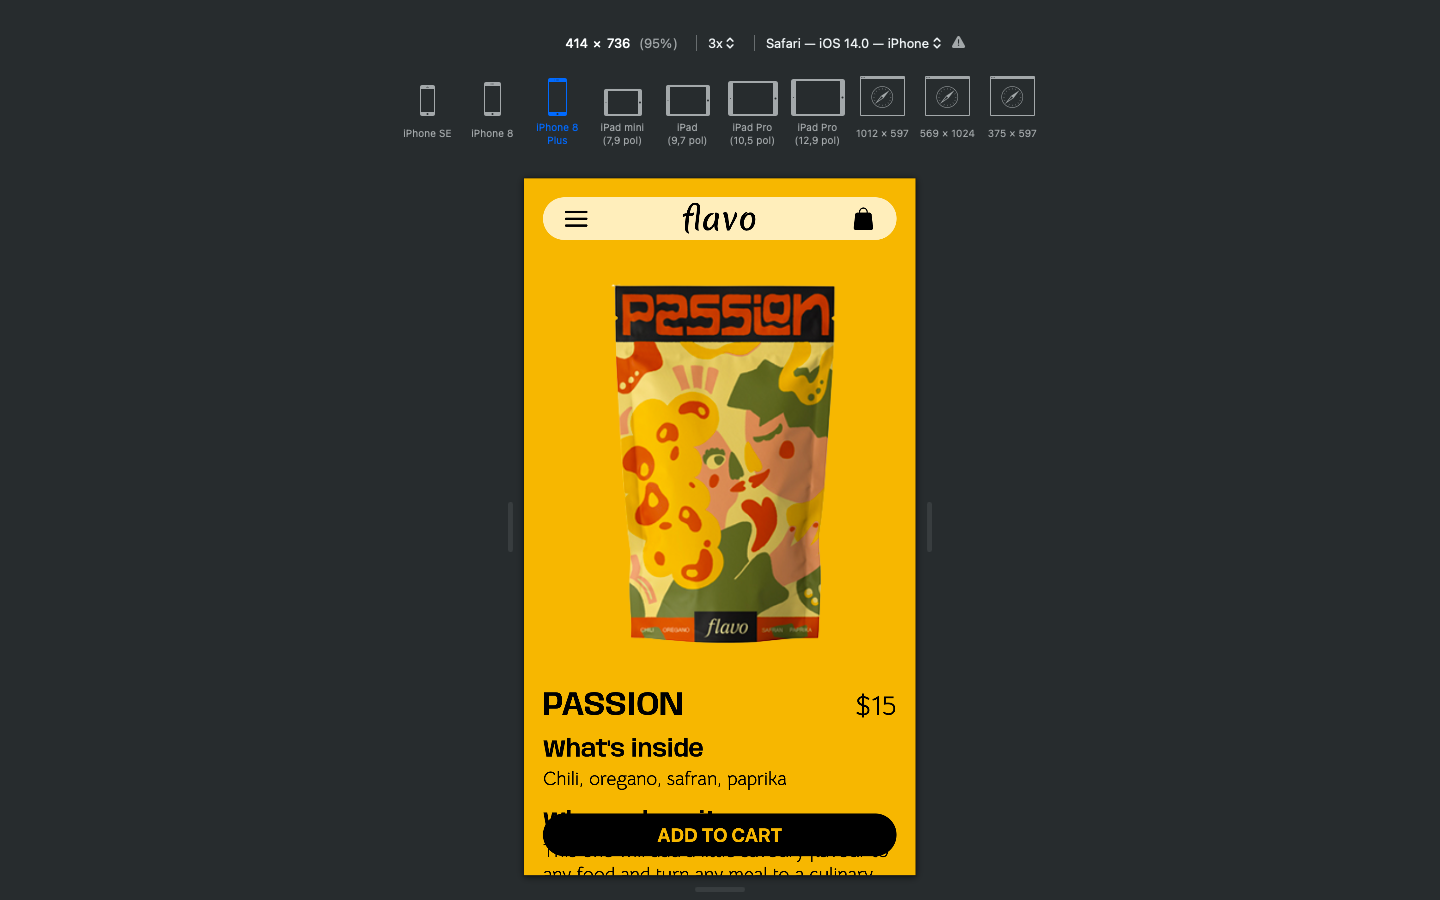 414 × 736 (95%) 3x Safari — iOS 14.0 — iPhone
iPhone SE
iPhone 8
iPhone 8
Plus
iPad mini
(7,9 pol)
iPad
(9,7 pol)
iPad Pro
(10,5 pol)
iPad Pro
(12,9 pol)
1012 × 597
569 × 1024
375 × 597
flavo
Passion
CHILI OREGANO flavo SAFRAN PAPRIKA
PASSION $15
What's inside
Chili, oregano, safran, paprika
ADD TO CART
any food and turn any meal to a culinary